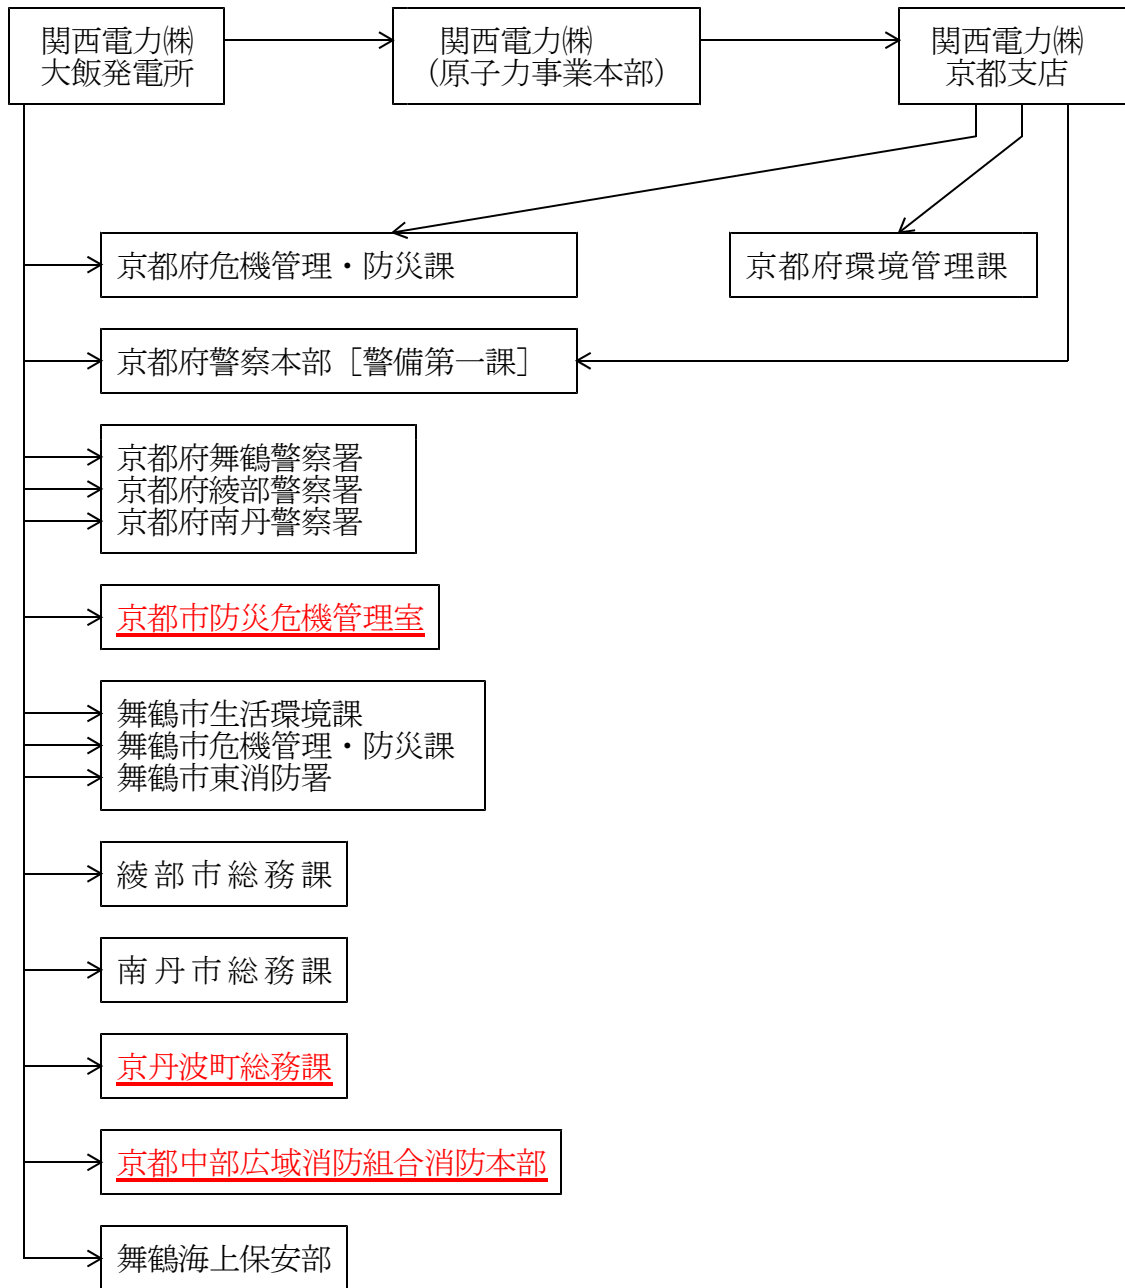 関西電力㈱
大飯発電所
関西電力㈱
（原子力事業本部）
関西電力㈱
京都支店
京都府危機管理・防災課
京都府環境管理課
京都府警察本部［警備第一課］
京都府舞鶴警察署
京都府綾部警察署
京都府南丹警察署
京都市防災危機管理室
舞鶴市生活環境課
舞鶴市危機管理・防災課
舞鶴市東消防署
綾部市総務課
南丹市総務課
京丹波町総務課
京都中部広域消防組合消防本部
舞鶴海上保安部